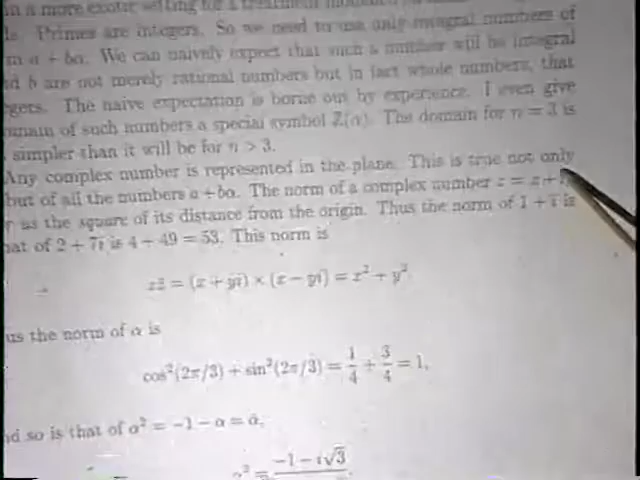 in a more exotic setting for a treatment
Primes are integers. So we need to use only integral numbers of
a + bα. We can naively expect that such a number will be integral
b are not merely rational numbers but in fact whole numbers, that
gers. The naive expectation is borne out by experience. I even give
omain of such numbers a special symbol Z(α). The domain for n = 3 is
simpler than it will be for n > 3.
Any complex number is represented in the plane. This is true not only
but of all the numbers a + bα. The norm of a complex number z = x +
as the square of its distance from the origin. Thus the norm of 1 + i is
hat of 2 + 7i is 4 + 49 = 53. This norm is
zz̄ = (x + yi) × (x − yi) = x² + y²
us the norm of α is
cos²(2π/3) + sin²(2π/3) = 1/4 + 3/4 = 1,
nd so is that of α² = −1 − α = ᾱ,
α² = −1 − i√3